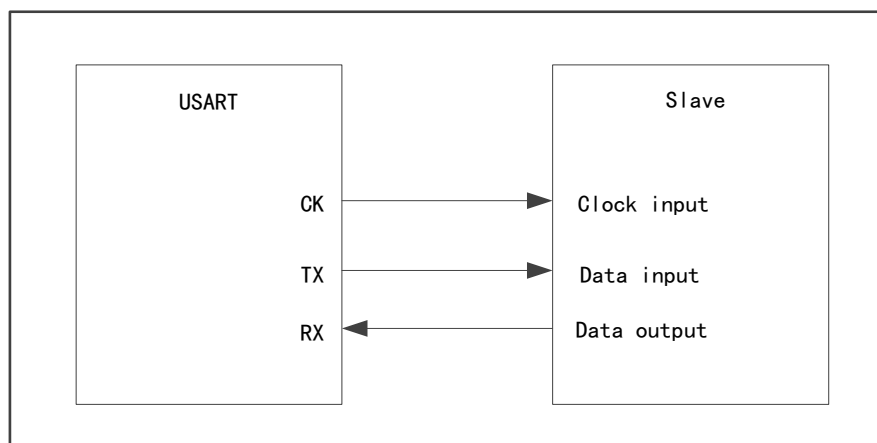 USART
Slave
CK
Clock input
TX
Data input
RX
Data output